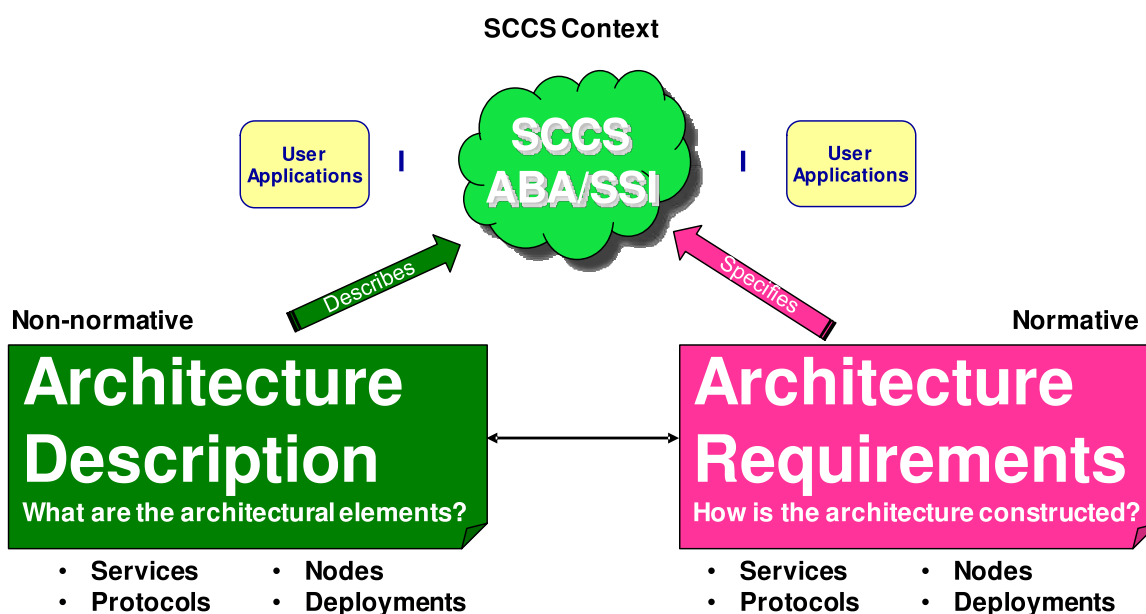 SCCS Context
User
Applications
I
SCCS
ABA/SSI
I
User
Applications
Describes
Specifies
Non-normative
Normative
Architecture
Description
What are the architectural elements?
Architecture
Requirements
How is the architecture constructed?
• Services
• Protocols
• Nodes
• Deployments
• Services
• Protocols
• Nodes
• Deployments